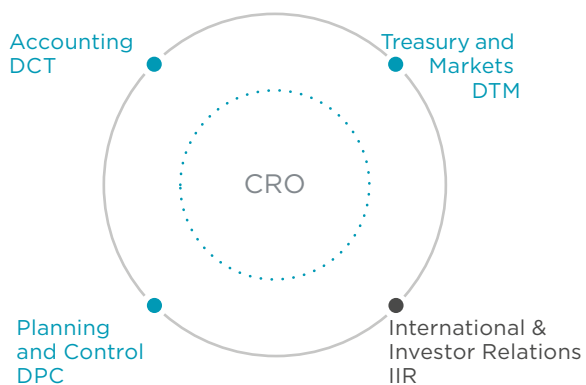 Accounting
DCT
Treasury and
Markets
DTM
CRO
Planning
and Control
DPC
International &
Investor Relations
IIR